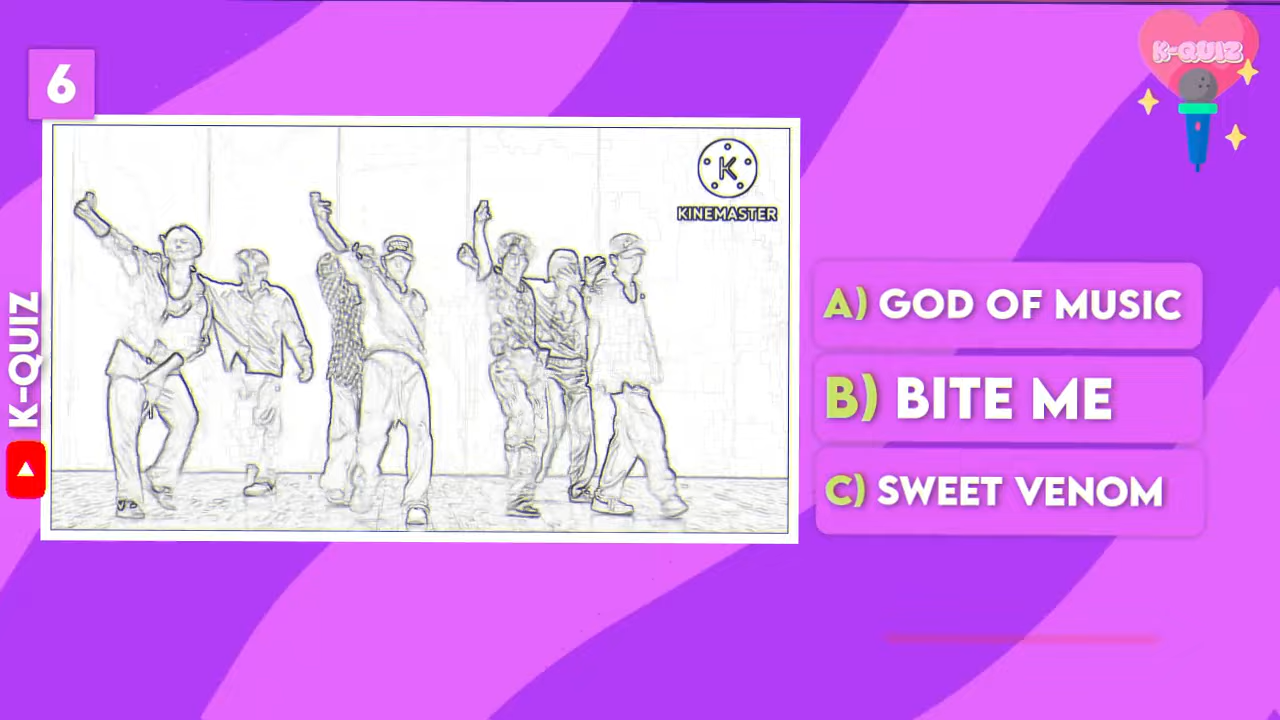 6
K-QUIZ
K
KINEMASTER
K-QUIZ
A) GOD OF MUSIC
B) BITE ME
C) SWEET VENOM